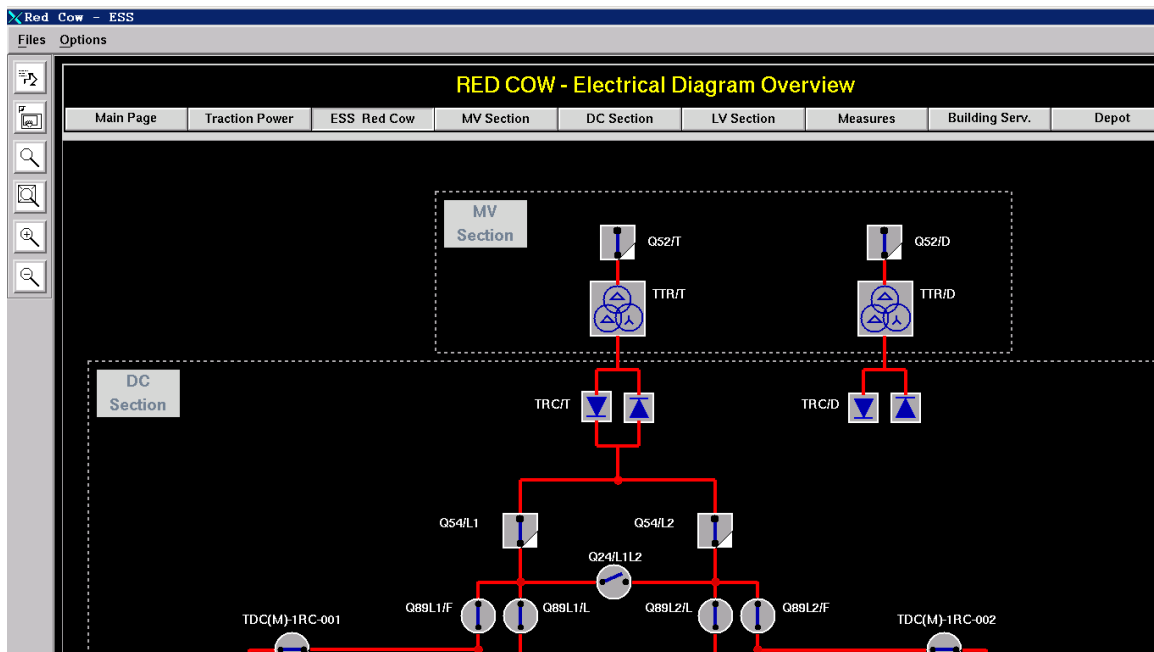 Red Cow - ESS
Files Options
RED COW - Electrical Diagram Overview
Main Page Traction Power ESS Red Cow MV Section DC Section LV Section Measures Building Serv. Depot
MV
Section
Q52/T
Q52/D
TTR/T
TTR/D
DC
Section
TRC/T
TRC/D
Q54/L1
Q54/L2
Q24/L1L2
Q89L1/F
Q89L1/L
Q89L2/L
Q89L2/F
TDC(M)-1RC-001
TDC(M)-1RC-002